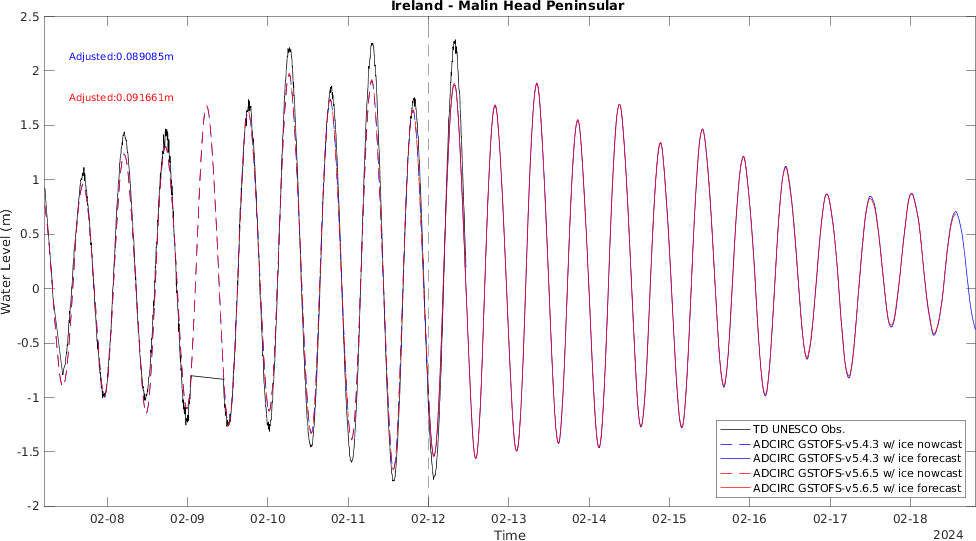 Ireland - Malin Head Peninsular
2.5
2
1.5
1
0.5
0
-0.5
-1
-1.5
-2
Water Level (m)
Adjusted:0.089085m
Adjusted:0.091661m
TD UNESCO Obs.
ADCIRC GSTOFS-v5.4.3 w/ ice nowcast
ADCIRC GSTOFS-v5.4.3 w/ ice forecast
ADCIRC GSTOFS-v5.6.5 w/ ice nowcast
ADCIRC GSTOFS-v5.6.5 w/ ice forecast
02-08 02-09 02-10 02-11 02-12 02-13 02-14 02-15 02-16 02-17 02-18
Time
2024